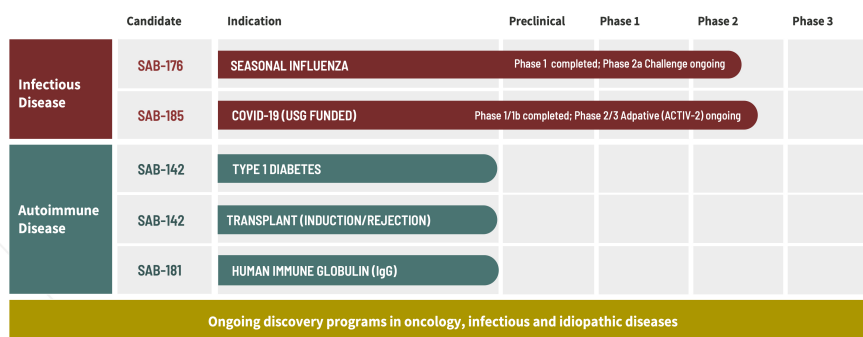 Candidate Indication Preclinical Phase 1 Phase 2 Phase 3
Infectious
Disease
SAB-176 SEASONAL INFLUENZA Phase 1 completed; Phase 2a Challenge ongoing
SAB-185 COVID-19 (USG FUNDED) Phase 1/1b completed; Phase 2/3 Adpative (ACTIV-2) ongoing
Autoimmune
Disease
SAB-142 TYPE 1 DIABETES
SAB-142 TRANSPLANT (INDUCTION/REJECTION)
SAB-181 HUMAN IMMUNE GLOBULIN (IgG)
Ongoing discovery programs in oncology, infectious and idiopathic diseases